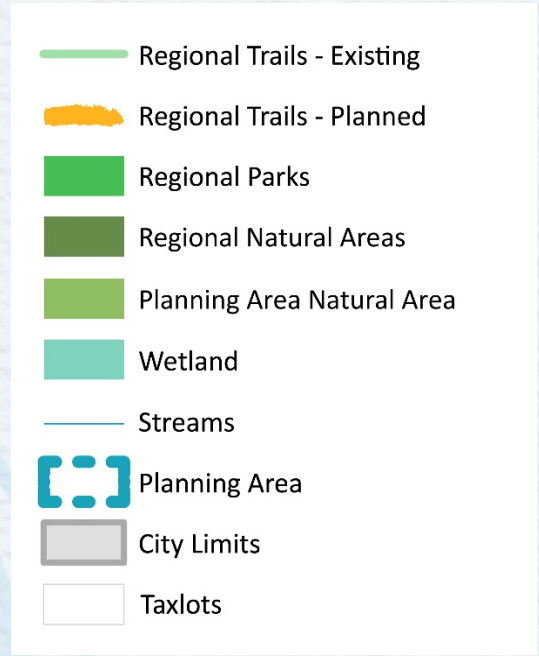 Regional Trails - Existing
Regional Trails - Planned
Regional Parks
Regional Natural Areas
Planning Area Natural Area
Wetland
Streams
Planning Area
City Limits
Taxlots